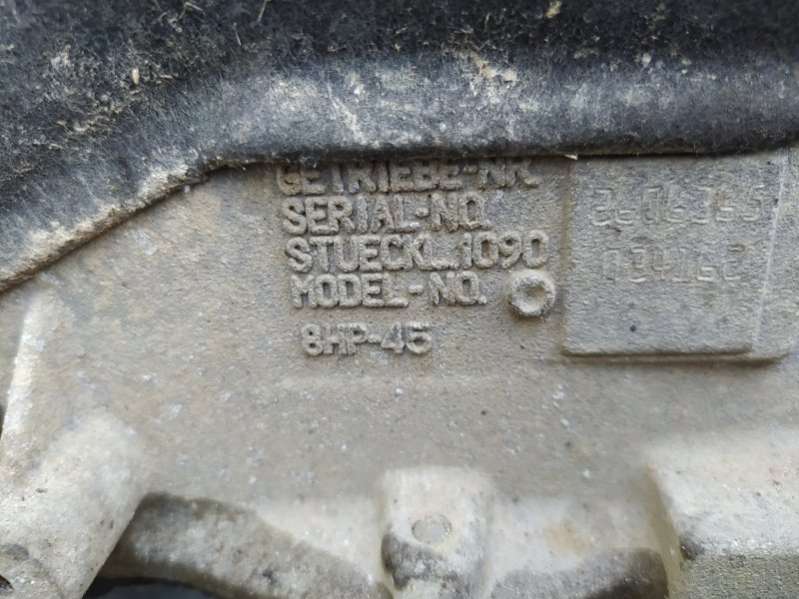 GETRIEBE-NR.
SERIAL-NO.
STUECKL.1090
MODEL-NO.
8HP-45